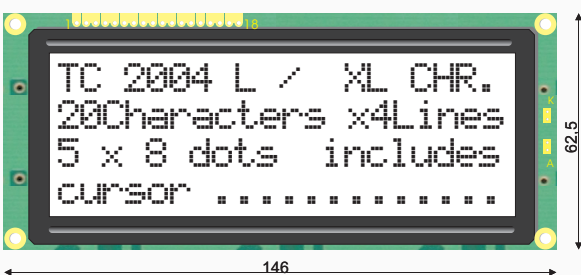 1 18
TC 2004 L / XL CHR.
20Characters x4Lines
5 x 8 dots includes
cursor .............
K
A
62.5
146